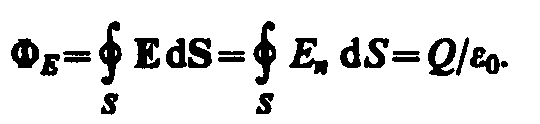 Φ_E = ∮_S E dS = ∮_S E_n dS = Q/ε₀.